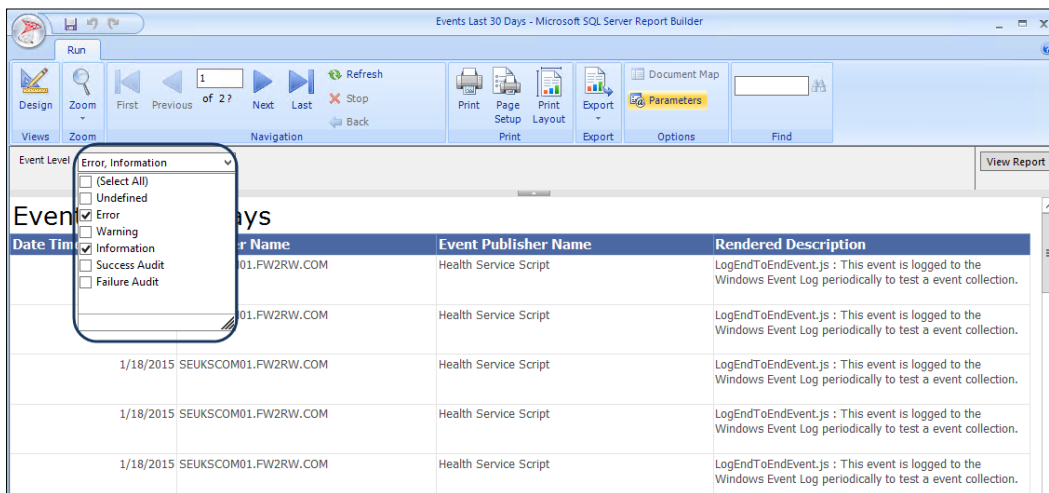 Events Last 30 Days - Microsoft SQL Server Report Builder
Run
Design
Zoom
First
Previous
1
of 2?
Next
Last
Refresh
Stop
Back
Print
Page Setup
Print Layout
Export
Document Map
Parameters
Views
Zoom
Navigation
Print
Export
Options
Find
Event Level
Error, Information
View Report
(Select All)
Undefined
Error
Warning
Information
Success Audit
Failure Audit
Even
ays
Date Tim
r Name
Event Publisher Name
Rendered Description
01.FW2RW.COM
Health Service Script
LogEndToEndEvent.js : This event is logged to the
Windows Event Log periodically to test a event collection.
01.FW2RW.COM
Health Service Script
LogEndToEndEvent.js : This event is logged to the
Windows Event Log periodically to test a event collection.
1/18/2015 SEUKSCOM01.FW2RW.COM
Health Service Script
LogEndToEndEvent.js : This event is logged to the
Windows Event Log periodically to test a event collection.
1/18/2015 SEUKSCOM01.FW2RW.COM
Health Service Script
LogEndToEndEvent.js : This event is logged to the
Windows Event Log periodically to test a event collection.
1/18/2015 SEUKSCOM01.FW2RW.COM
Health Service Script
LogEndToEndEvent.js : This event is logged to the
Windows Event Log periodically to test a event collection.